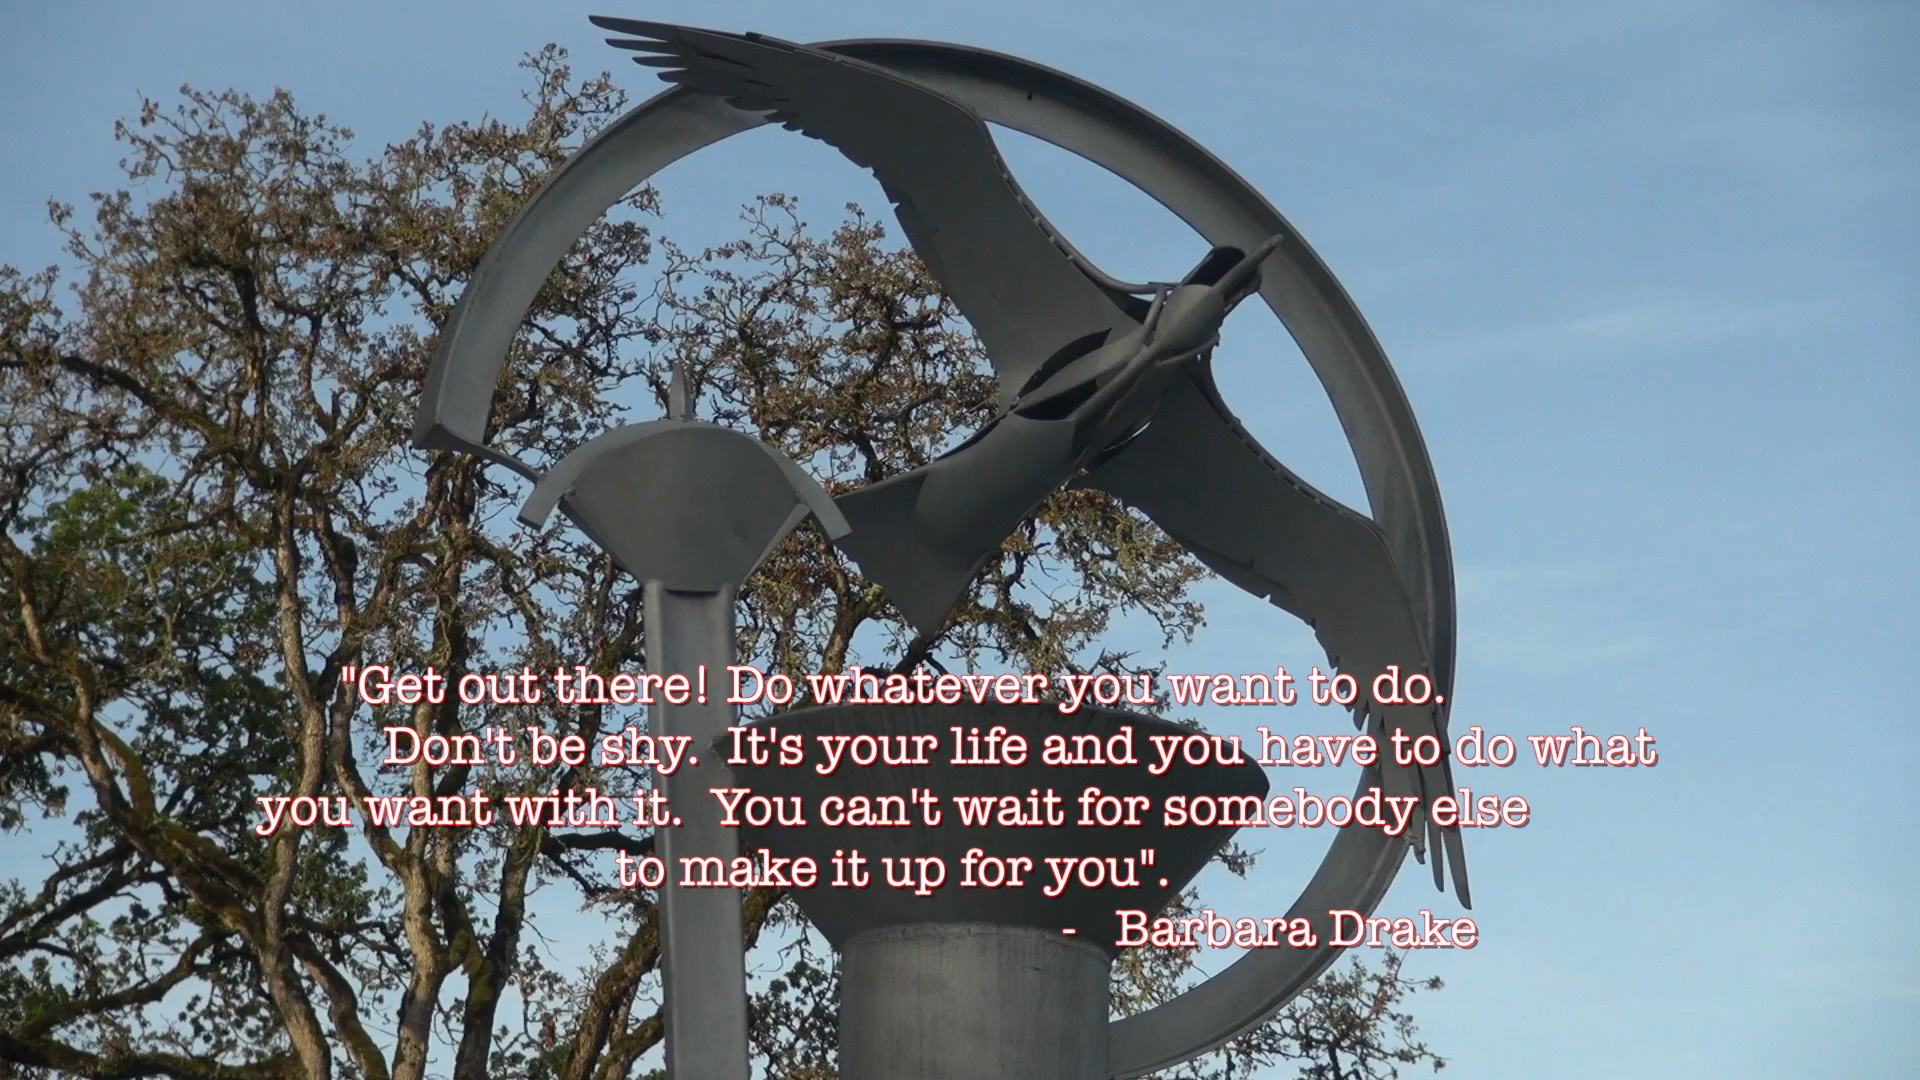 "Get out there! Do whatever you want to do.
Don't be shy. It's your life and you have to do what
you want with it. You can't wait for somebody else
to make it up for you".
- Barbara Drake